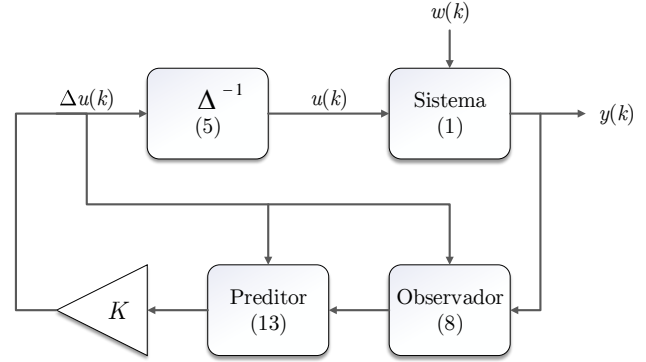 w(k)
Δu(k)
Δ⁻¹
(5)
u(k)
Sistema
(1)
y(k)
K
Preditor
(13)
Observador
(8)